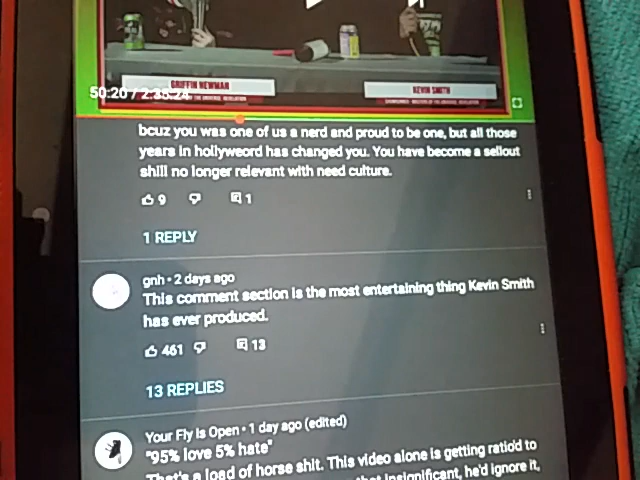 GRIFFIN NEWMAN
KEVIN SMITH
50:20 / 2:35:24
bcuz you was one of us a nerd and proud to be one, but all those
years in hollyweord has changed you. You have become a sellout
shill no longer relevant with need culture.
9
1
1 REPLY
gnh • 2 days ago
This comment section is the most entertaining thing Kevin Smith
has ever produced.
461
13
13 REPLIES
Your Fly Is Open • 1 day ago (edited)
"95% love 5% hate"
That's a load of horse shit. This video alone is getting ratio'd to
that insignificant, he'd ignore it,